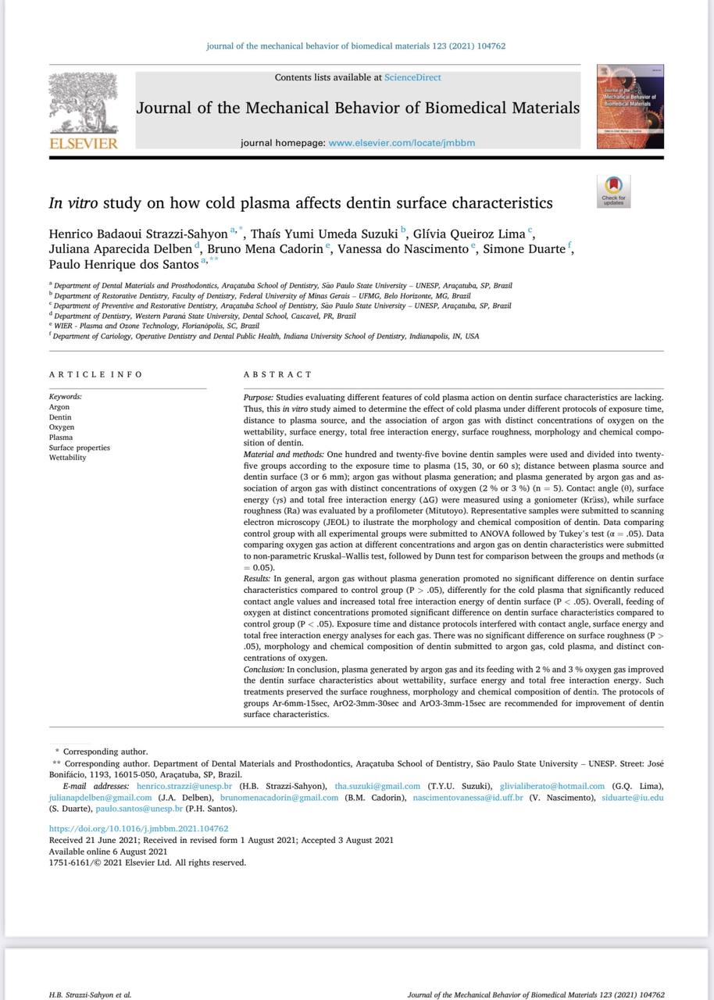 journal of the mechanical behavior of biomedical materials 123 (2021) 104762
Contents lists available at ScienceDirect
Journal of the Mechanical Behavior of Biomedical Materials
journal homepage: www.elsevier.com/locate/jmbbm
ELSEVIER
Journal of the
Mechanical Behavior of
Biomedical Materials
Check for
updates
In vitro study on how cold plasma affects dentin surface characteristics
Henrico Badaoui Strazzi-Sahyon a,*, Thaís Yumi Umeda Suzuki b, Glívia Queiroz Lima c,
Juliana Aparecida Delben d, Bruno Mena Cadorin e, Vanessa do Nascimento e, Simone Duarte f,
Paulo Henrique dos Santos a,**
a Department of Dental Materials and Prosthodontics, Araçatuba School of Dentistry, São Paulo State University – UNESP, Araçatuba, SP, Brazil
b Department of Restorative Dentistry, Faculty of Dentistry, Federal University of Minas Gerais – UFMG, Belo Horizonte, MG, Brazil
c Department of Preventive and Restorative Dentistry, Araçatuba School of Dentistry, São Paulo State University – UNESP, Araçatuba, SP, Brazil
d Department of Dentistry, Western Paraná State University, Dental School, Cascavel, PR, Brazil
e WIER - Plasma and Ozone Technology, Florianópolis, SC, Brazil
f Department of Cariology, Operative Dentistry and Dental Public Health, Indiana University School of Dentistry, Indianapolis, IN, USA
ARTICLE INFO
Keywords:
Argon
Dentin
Oxygen
Plasma
Surface properties
Wettability
ABSTRACT
Purpose: Studies evaluating different features of cold plasma action on dentin surface characteristics are lacking.
Thus, this in vitro study aimed to determine the effect of cold plasma under different protocols of exposure time,
distance to plasma source, and the association of argon gas with distinct concentrations of oxygen on the
wettability, surface energy, total free interaction energy, surface roughness, morphology and chemical compo-
sition of dentin.
Material and methods: One hundred and twenty-five bovine dentin samples were used and divided into twenty-
five groups according to the exposure time to plasma (15, 30, or 60 s); distance between plasma source and
dentin surface (3 or 6 mm); argon gas without plasma generation; and plasma generated by argon gas and as-
sociation of argon gas with distinct concentrations of oxygen (2 % or 3 %) (n = 5). Contact angle (θ), surface
energy (γs) and total free interaction energy (ΔG) were measured using a goniometer (Krüss), while surface
roughness (Ra) was evaluated by a profilometer (Mitutoyo). Representative samples were submitted to scanning
electron microscopy (JEOL) to ilustrate the morphology and chemical composition of dentin. Data comparing
control group with all experimental groups were submitted to ANOVA followed by Tukey's test (α = .05). Data
comparing oxygen gas action at different concentrations and argon gas on dentin characteristics were submitted
to non-parametric Kruskal–Wallis test, followed by Dunn test for comparison between the groups and methods (α
= 0.05).
Results: In general, argon gas without plasma generation promoted no significant difference on dentin surface
characteristics compared to control group (P > .05), differently for the cold plasma that significantly reduced
contact angle values and increased total free interaction energy of dentin surface (P < .05). Overall, feeding of
oxygen at distinct concentrations promoted significant difference on dentin surface characteristics compared to
control group (P < .05). Exposure time and distance protocols interfered with contact angle, surface energy and
total free interaction energy analyses for each gas. There was no significant difference on surface roughness (P >
.05), morphology and chemical composition of dentin submitted to argon gas, cold plasma, and distinct con-
centrations of oxygen.
Conclusion: In conclusion, plasma generated by argon gas and its feeding with 2 % and 3 % oxygen gas improved
the dentin surface characteristics about wettability, surface energy and total free interaction energy. Such
treatments preserved the surface roughness, morphology and chemical composition of dentin. The protocols of
groups Ar-6mm-15sec, ArO2-3mm-30sec and ArO3-3mm-15sec are recommended for improvement of dentin
surface characteristics.
* Corresponding author.
** Corresponding author. Department of Dental Materials and Prosthodontics, Araçatuba School of Dentistry, São Paulo State University – UNESP. Street: José
Bonifácio, 1193, 16015-050, Araçatuba, SP, Brazil.
E-mail addresses: henrico.strazzi@unesp.br (H.B. Strazzi-Sahyon), tha.suzuki@gmail.com (T.Y.U. Suzuki), glivialiberato@hotmail.com (G.Q. Lima),
julianapdelben@gmail.com (J.A. Delben), brunomenacadorin@gmail.com (B.M. Cadorin), nascimentovanessa@id.uff.br (V. Nascimento), siduarte@iu.edu
(S. Duarte), paulo.santos@unesp.br (P.H. Santos).
https://doi.org/10.1016/j.jmbbm.2021.104762
Received 21 June 2021; Received in revised form 1 August 2021; Accepted 3 August 2021
Available online 6 August 2021
1751-6161/© 2021 Elsevier Ltd. All rights reserved.
H.B. Strazzi-Sahyon et al.
Journal of the Mechanical Behavior of Biomedical Materials 123 (2021) 104762